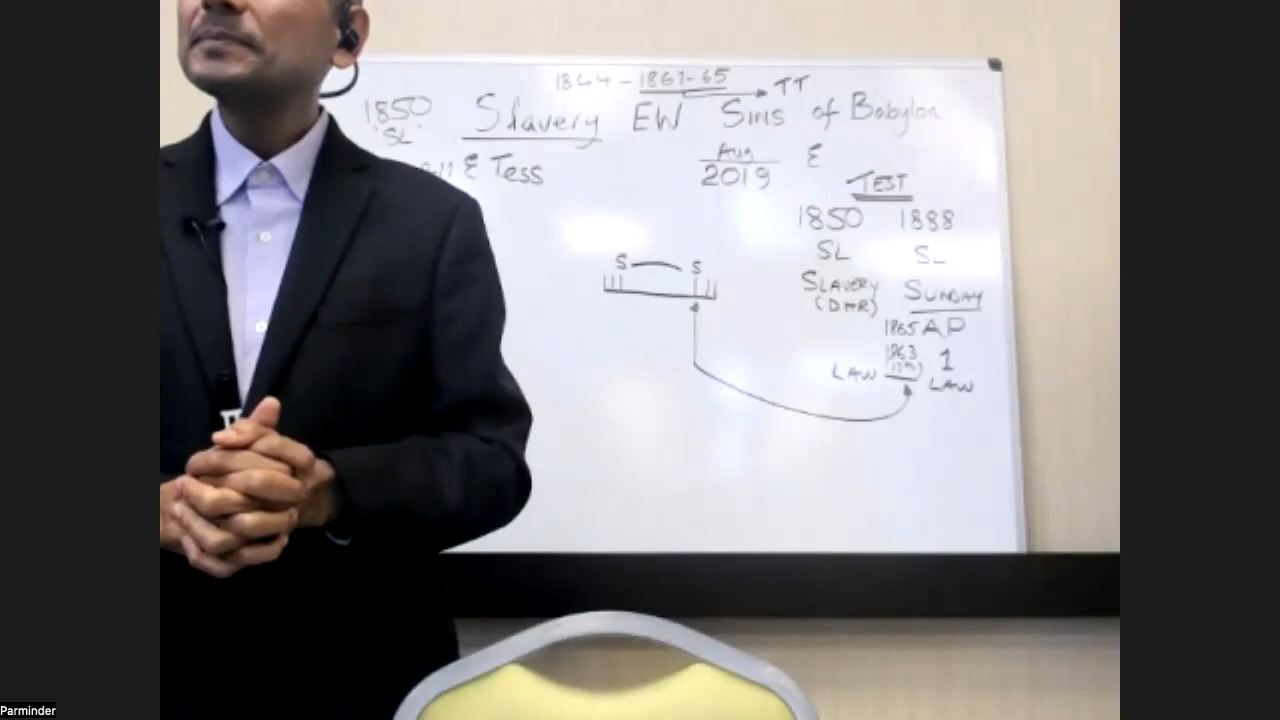 1844 - 1861-65 → TT
1850 Slavery EW Sins of Babylon
'SL'
E Tess Aug E
2019
TEST
1850 1888
SL SL
S S
SLAVERY SUNDAY
(DHR)
1865 AP
1863 1
LAW LAW
Parminder